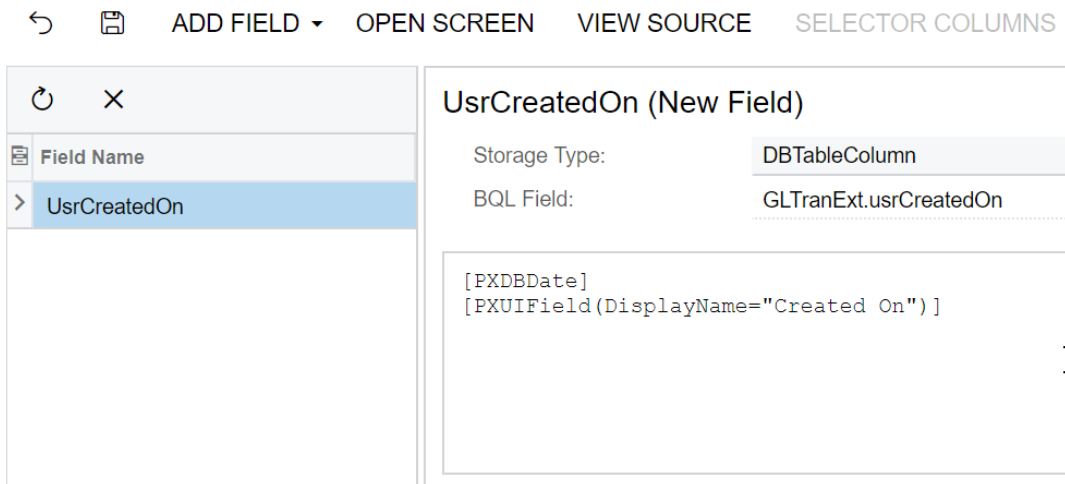 ADD FIELD OPEN SCREEN VIEW SOURCE SELECTOR COLUMNS
Field Name
UsrCreatedOn
UsrCreatedOn (New Field)
Storage Type: DBTableColumn
BQL Field: GLTranExt.usrCreatedOn
[PXDBDate]
[PXUIField(DisplayName="Created On")]